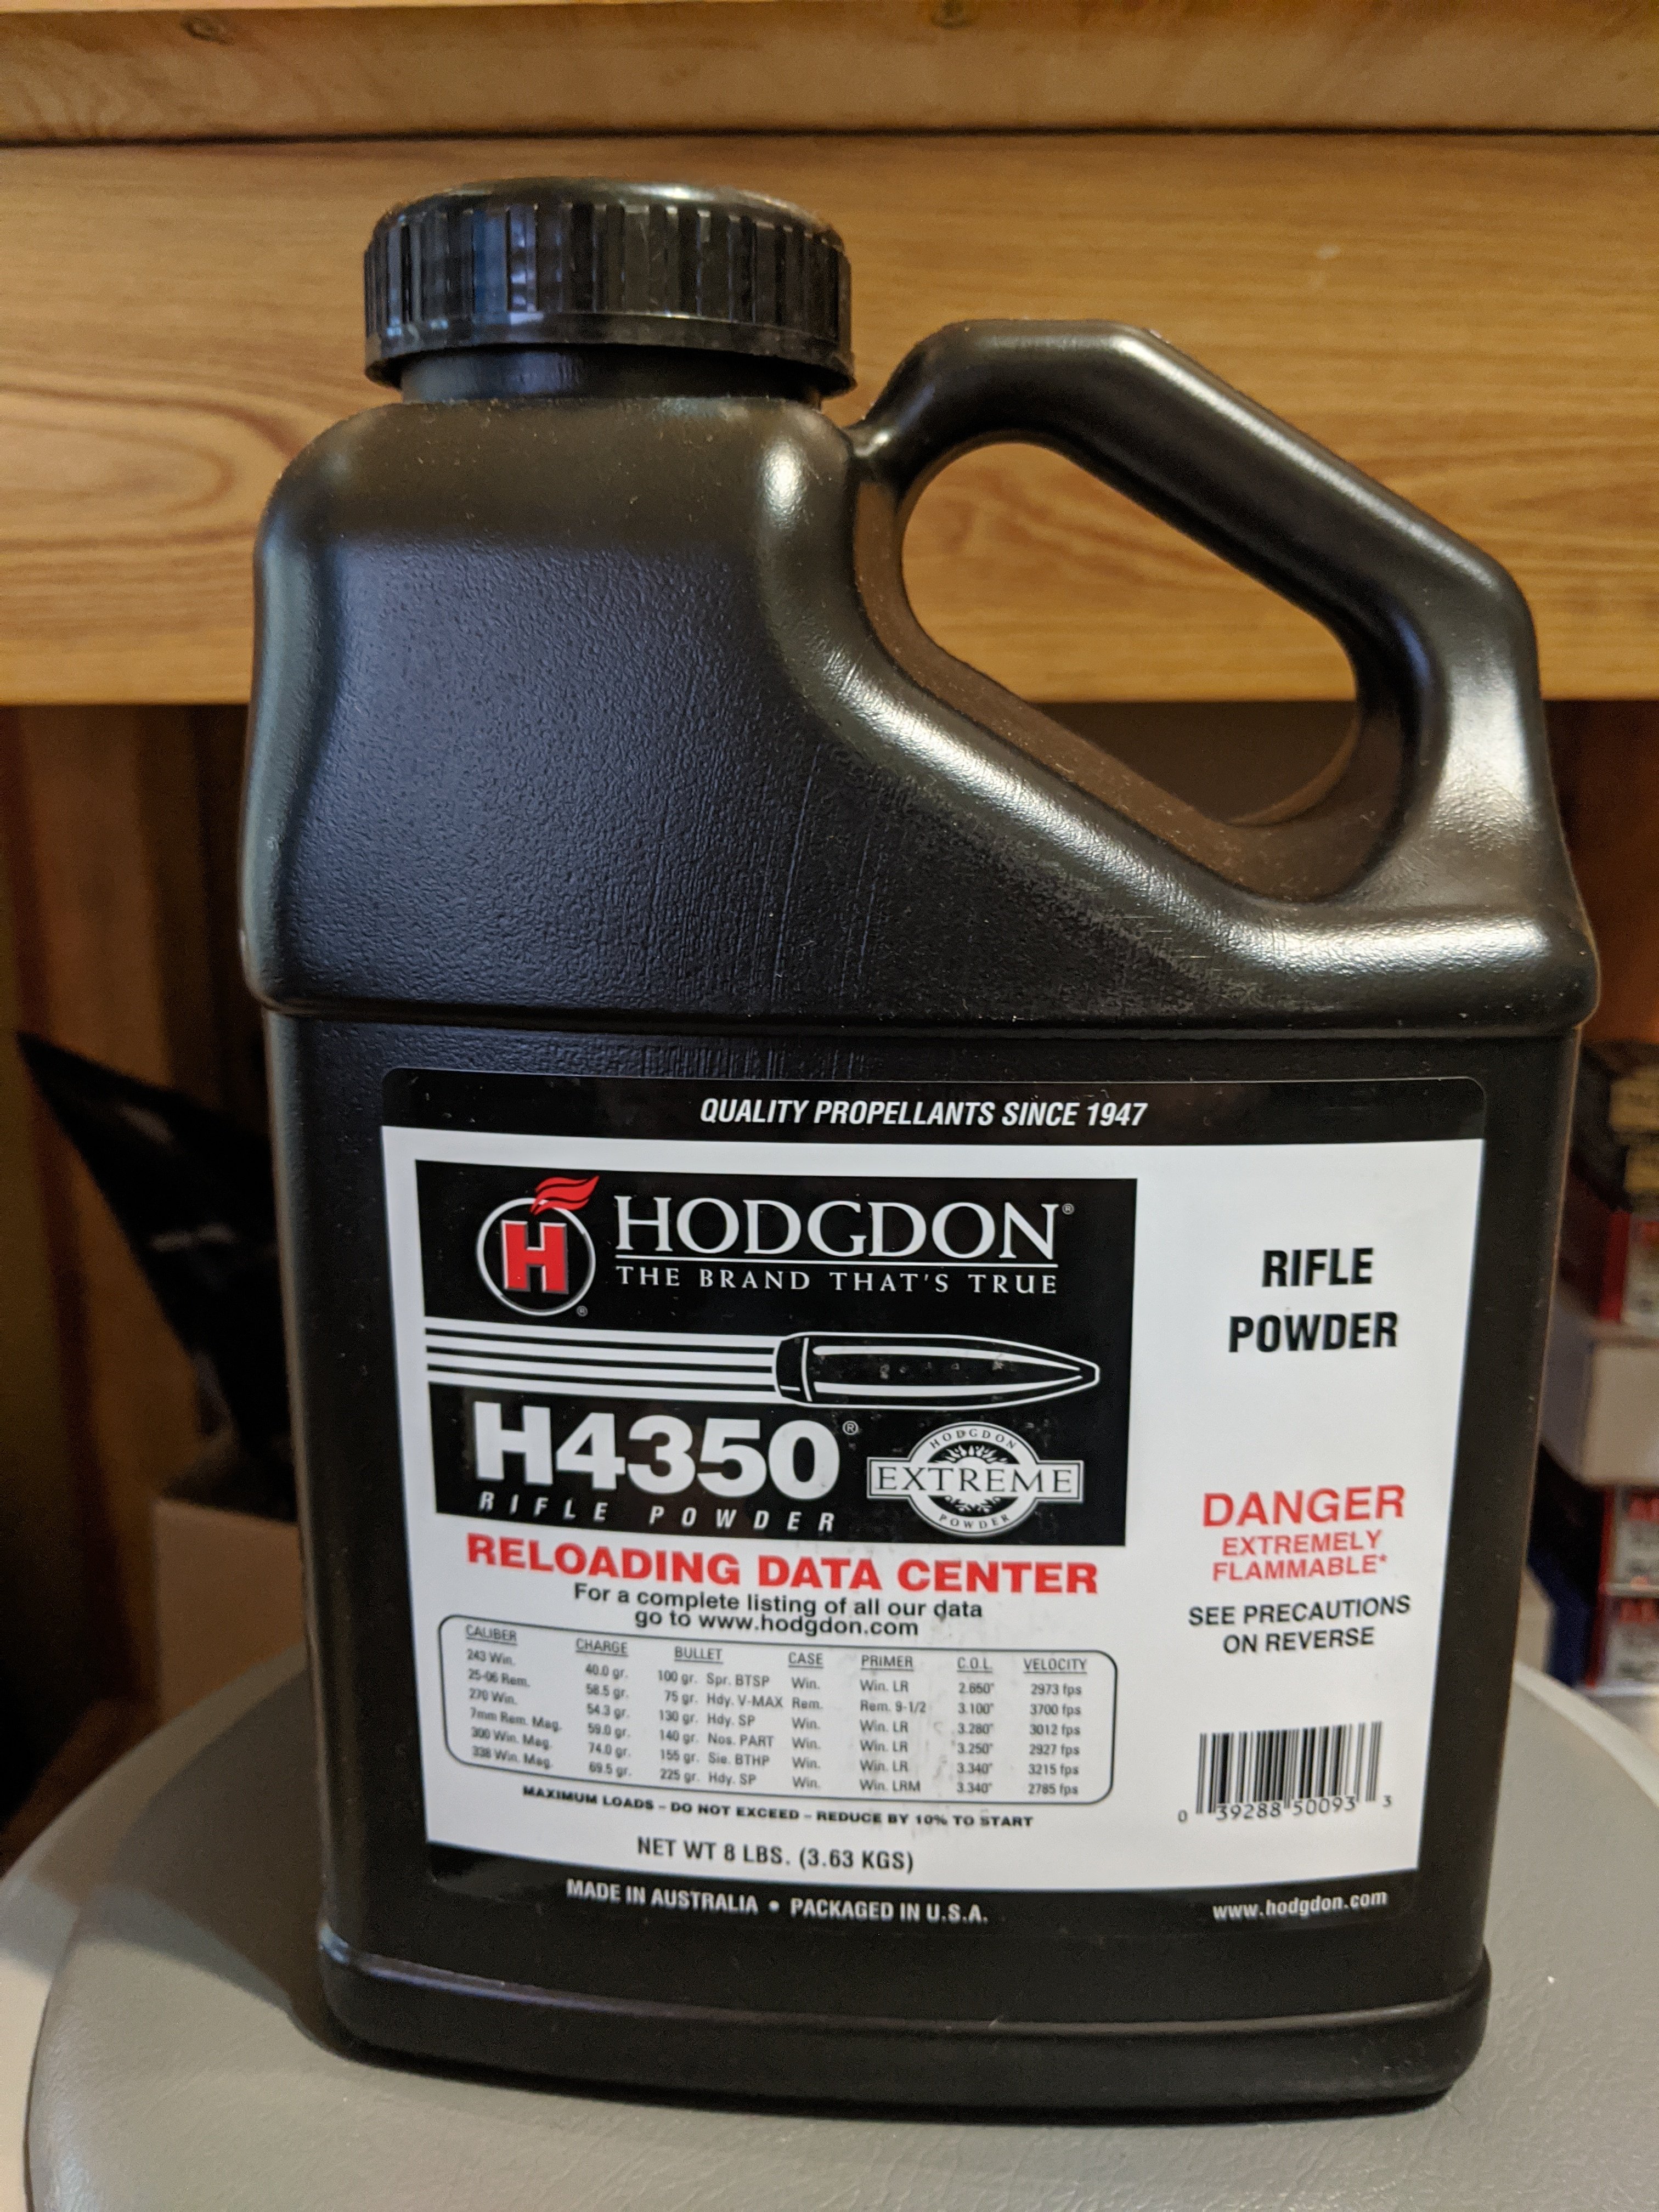 QUALITY PROPELLANTS SINCE 1947
H
HODGDON®
THE BRAND THAT'S TRUE
®
H4350®
RIFLE POWDER
HODGDON
EXTREME
POWDER
RELOADING DATA CENTER
For a complete listing of all our data
go to www.hodgdon.com
CALIBER CHARGE BULLET CASE PRIMER C.O.L. VELOCITY
243 Win. 40.0 gr. 100 gr. Spr. BTSP Win. Win. LR 2.650" 2973 fps
25-06 Rem. 58.5 gr. 75 gr. Hdy. V-MAX Rem. Rem. 9-1/2 3.100" 3700 fps
270 Win. 54.3 gr. 130 gr. Hdy. SP Win. Win. LR 3.280" 3012 fps
7mm Rem. Mag. 59.0 gr. 140 gr. Nos. PART Win. Win. LR 3.250" 2927 fps
300 Win. Mag. 74.0 gr. 155 gr. Sie. BTHP Win. Win. LR 3.340" 3215 fps
338 Win. Mag. 69.5 gr. 225 gr. Hdy. SP Win. Win. LRM 3.340" 2785 fps
MAXIMUM LOADS – DO NOT EXCEED – REDUCE BY 10% TO START
NET WT 8 LBS. (3.63 KGS)
MADE IN AUSTRALIA • PACKAGED IN U.S.A.
RIFLE
POWDER
DANGER
EXTREMELY
FLAMMABLE*
SEE PRECAUTIONS
ON REVERSE
0 39288 50093 3
www.hodgdon.com